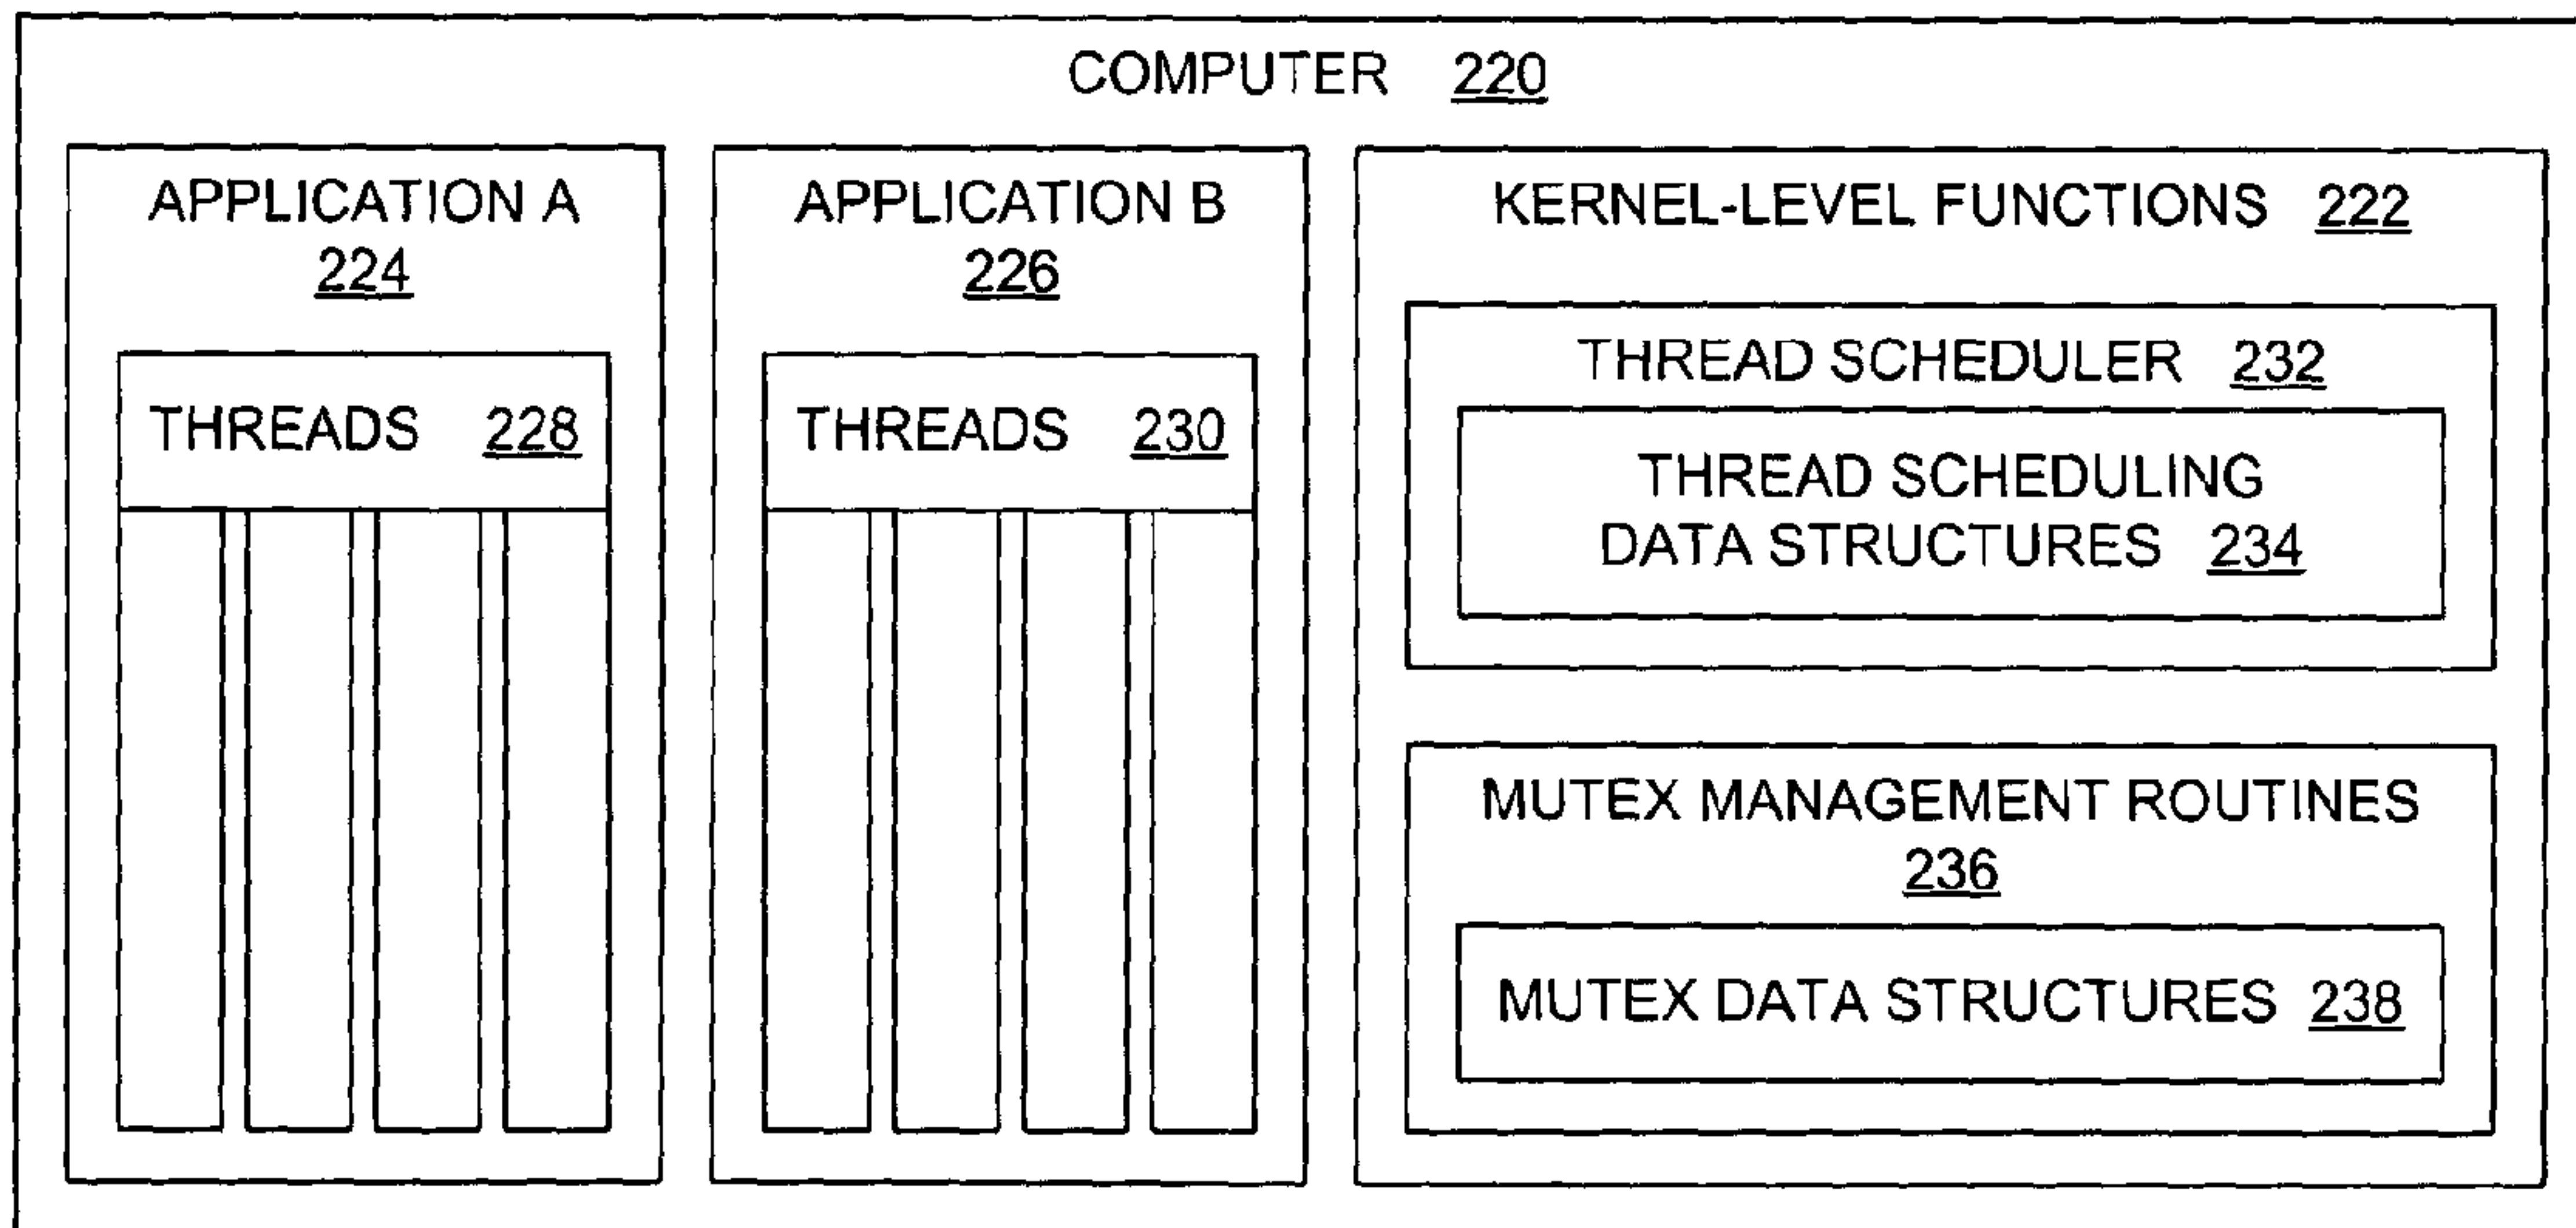 COMPUTER 220
APPLICATION A
224
THREADS 228
APPLICATION B
226
THREADS 230
KERNEL-LEVEL FUNCTIONS 222
THREAD SCHEDULER 232
THREAD SCHEDULING
DATA STRUCTURES 234
MUTEX MANAGEMENT ROUTINES
236
MUTEX DATA STRUCTURES 238